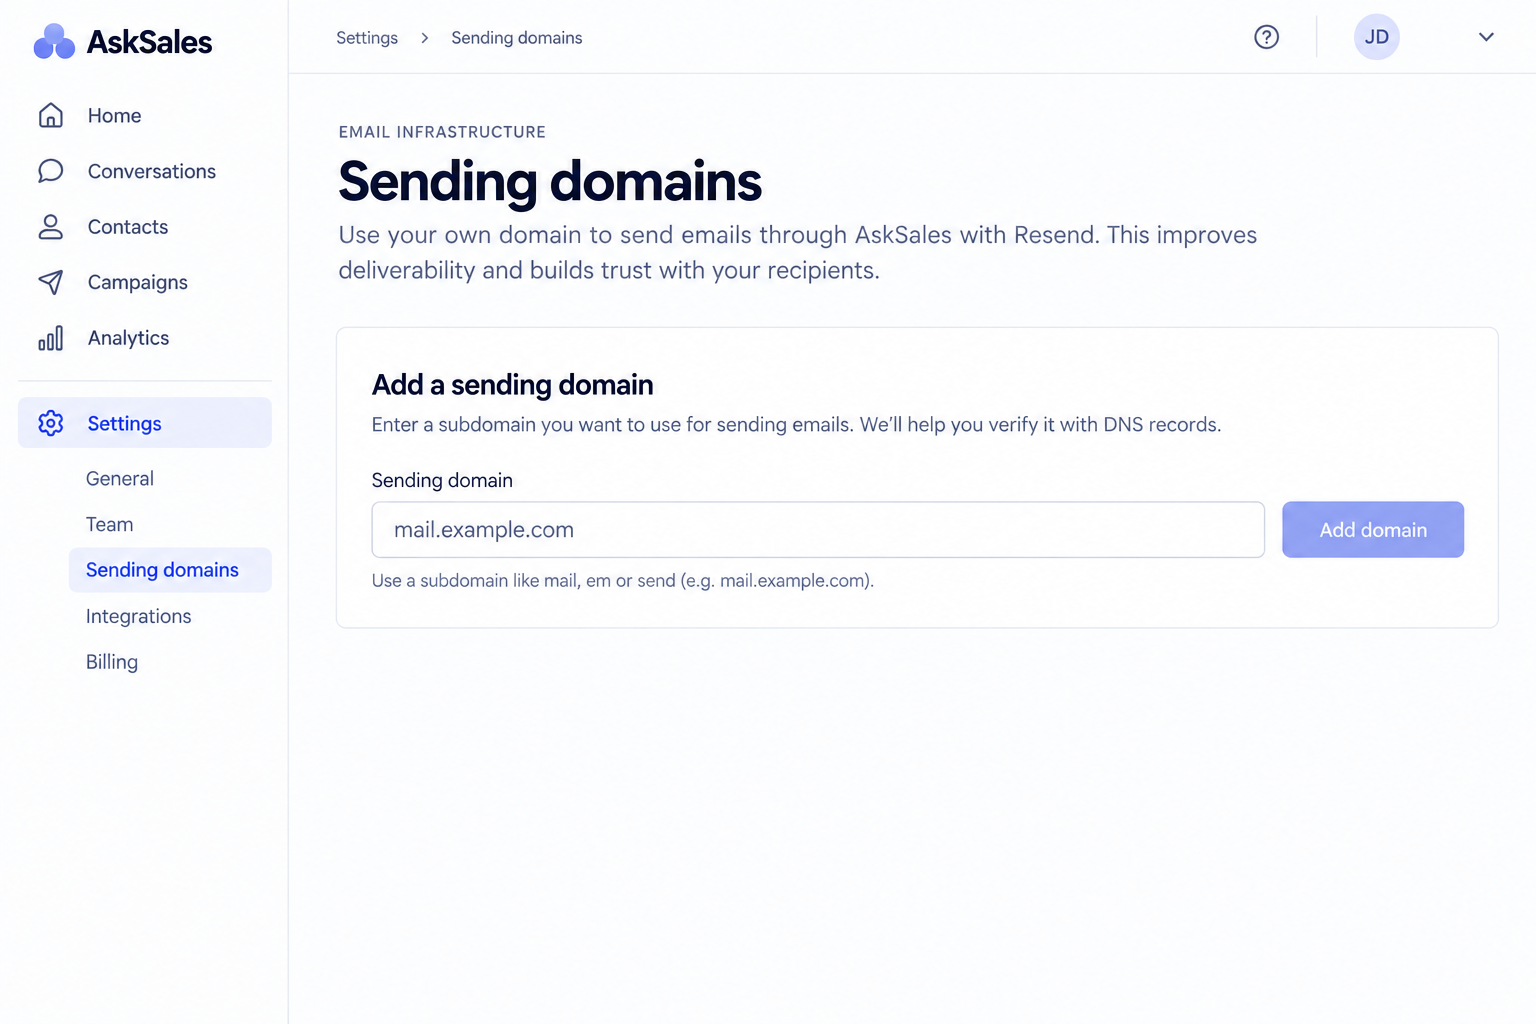 AskSales
Home
Conversations
Contacts
Campaigns
Analytics
Settings
General
Team
Sending domains
Integrations
Billing
Settings > Sending domains
JD
EMAIL INFRASTRUCTURE
Sending domains
Use your own domain to send emails through AskSales with Resend. This improves
deliverability and builds trust with your recipients.
Add a sending domain
Enter a subdomain you want to use for sending emails. We’ll help you verify it with DNS records.
Sending domain
mail.example.com
Add domain
Use a subdomain like mail, em or send (e.g. mail.example.com).